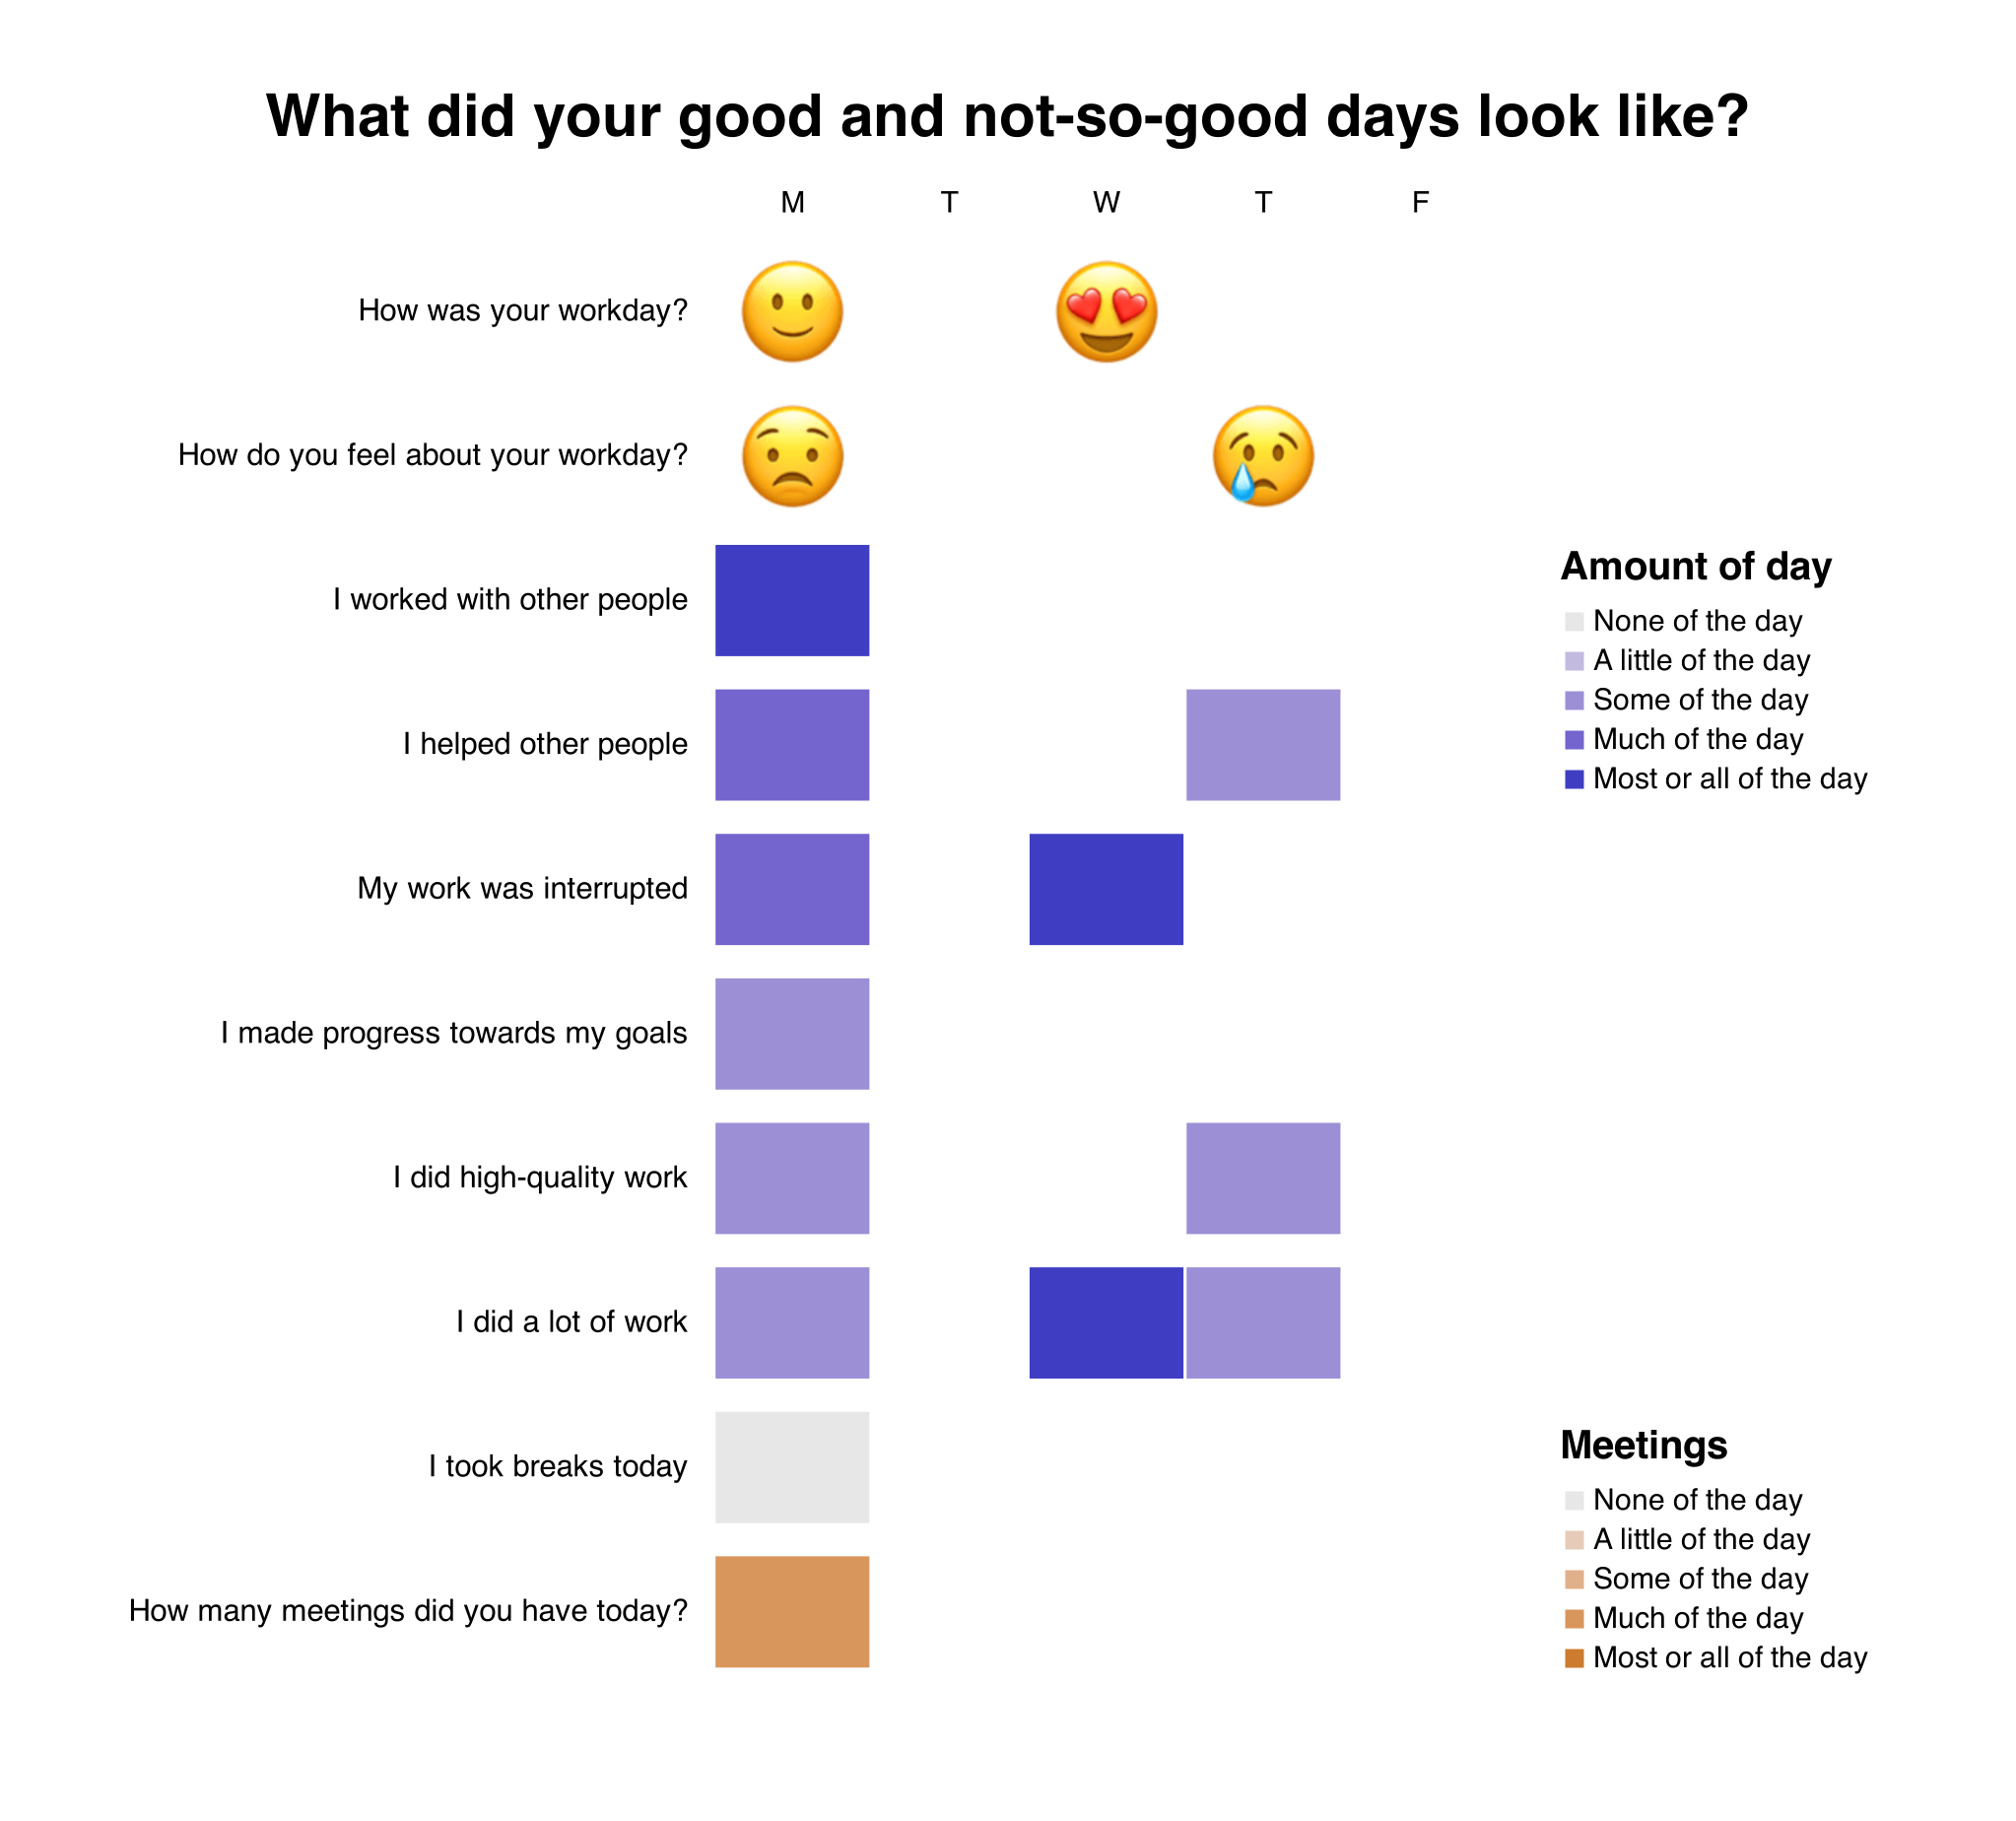 What did your good and not-so-good days look like?
M T W T F
How was your workday?
How do you feel about your workday?
I worked with other people
I helped other people
My work was interrupted
I made progress towards my goals
I did high-quality work
I did a lot of work
I took breaks today
How many meetings did you have today?
Amount of day
None of the day
A little of the day
Some of the day
Much of the day
Most or all of the day
Meetings
None of the day
A little of the day
Some of the day
Much of the day
Most or all of the day